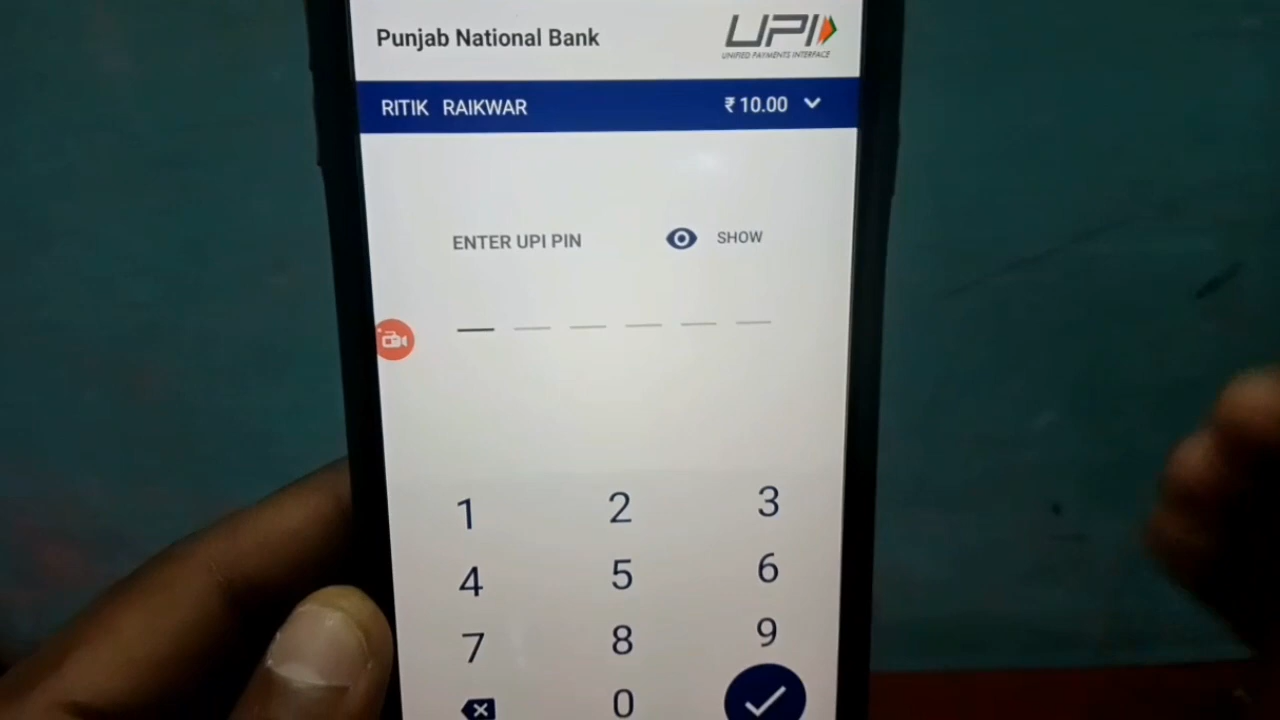 Punjab National Bank
UPI
UNIFIED PAYMENTS INTERFACE
RITIK RAIKWAR ₹ 10.00
ENTER UPI PIN SHOW
1 2 3
4 5 6
7 8 9
0